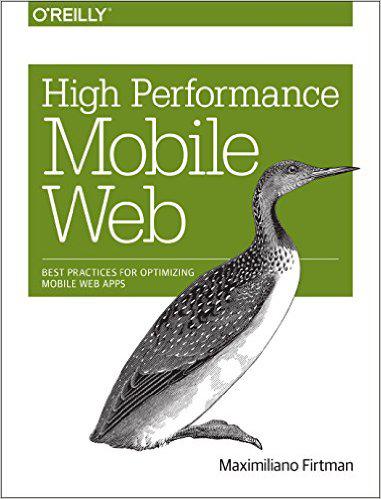 O'REILLY®
High Performance
Mobile
Web
BEST PRACTICES FOR OPTIMIZING
MOBILE WEB APPS
Maximiliano Firtman